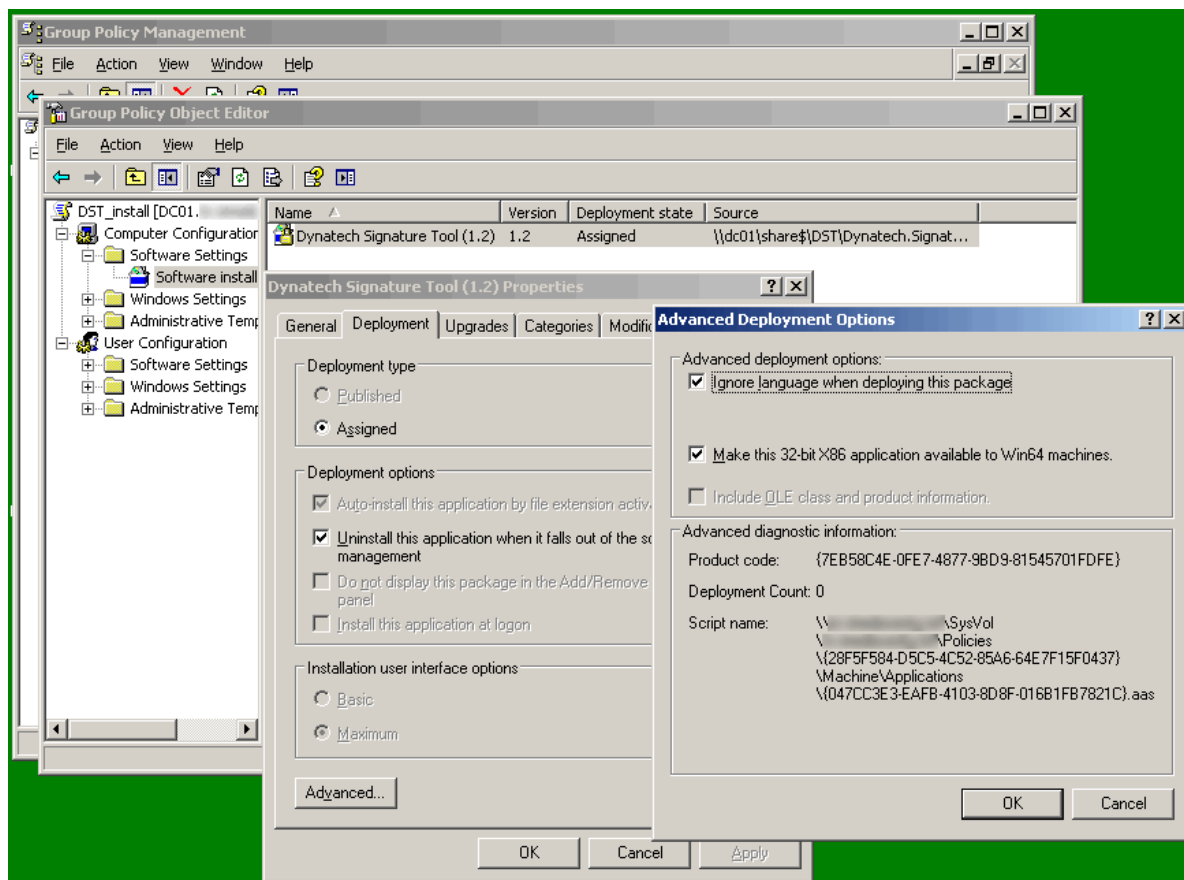 Group Policy Management
File Action View Window Help
Group Policy Object Editor
File Action View Help
DST_install [DC01.
Computer Configuration
Software Settings
Software install
Windows Settings
Administrative Temp
User Configuration
Software Settings
Windows Settings
Administrative Temp
Name Version Deployment state Source
Dynatech Signature Tool (1.2) 1.2 Assigned \\dc01\share$\DST\Dynatech.Signat...
Dynatech Signature Tool (1.2) Properties
General Deployment Upgrades Categories Modific
Deployment type
Published
Assigned
Deployment options
Auto-install this application by file extension activ
Uninstall this application when it falls out of the sc
management
Do not display this package in the Add/Remove
panel
Install this application at logon
Installation user interface options
Basic
Maximum
Advanced...
OK Cancel Apply
Advanced Deployment Options
Advanced deployment options:
Ignore language when deploying this package
Make this 32-bit X86 application available to Win64 machines.
Include OLE class and product information.
Advanced diagnostic information:
Product code: {7EB58C4E-0FE7-4877-9BD9-81545701FDFE}
Deployment Count: 0
Script name: \\ \SysVol
\ \Policies
\{28F5F584-D5C5-4C52-85A6-64E7F15F0437}
\Machine\Applications
\{047CC3E3-EAFB-4103-8D8F-016B1FB7821C}.aas
OK Cancel